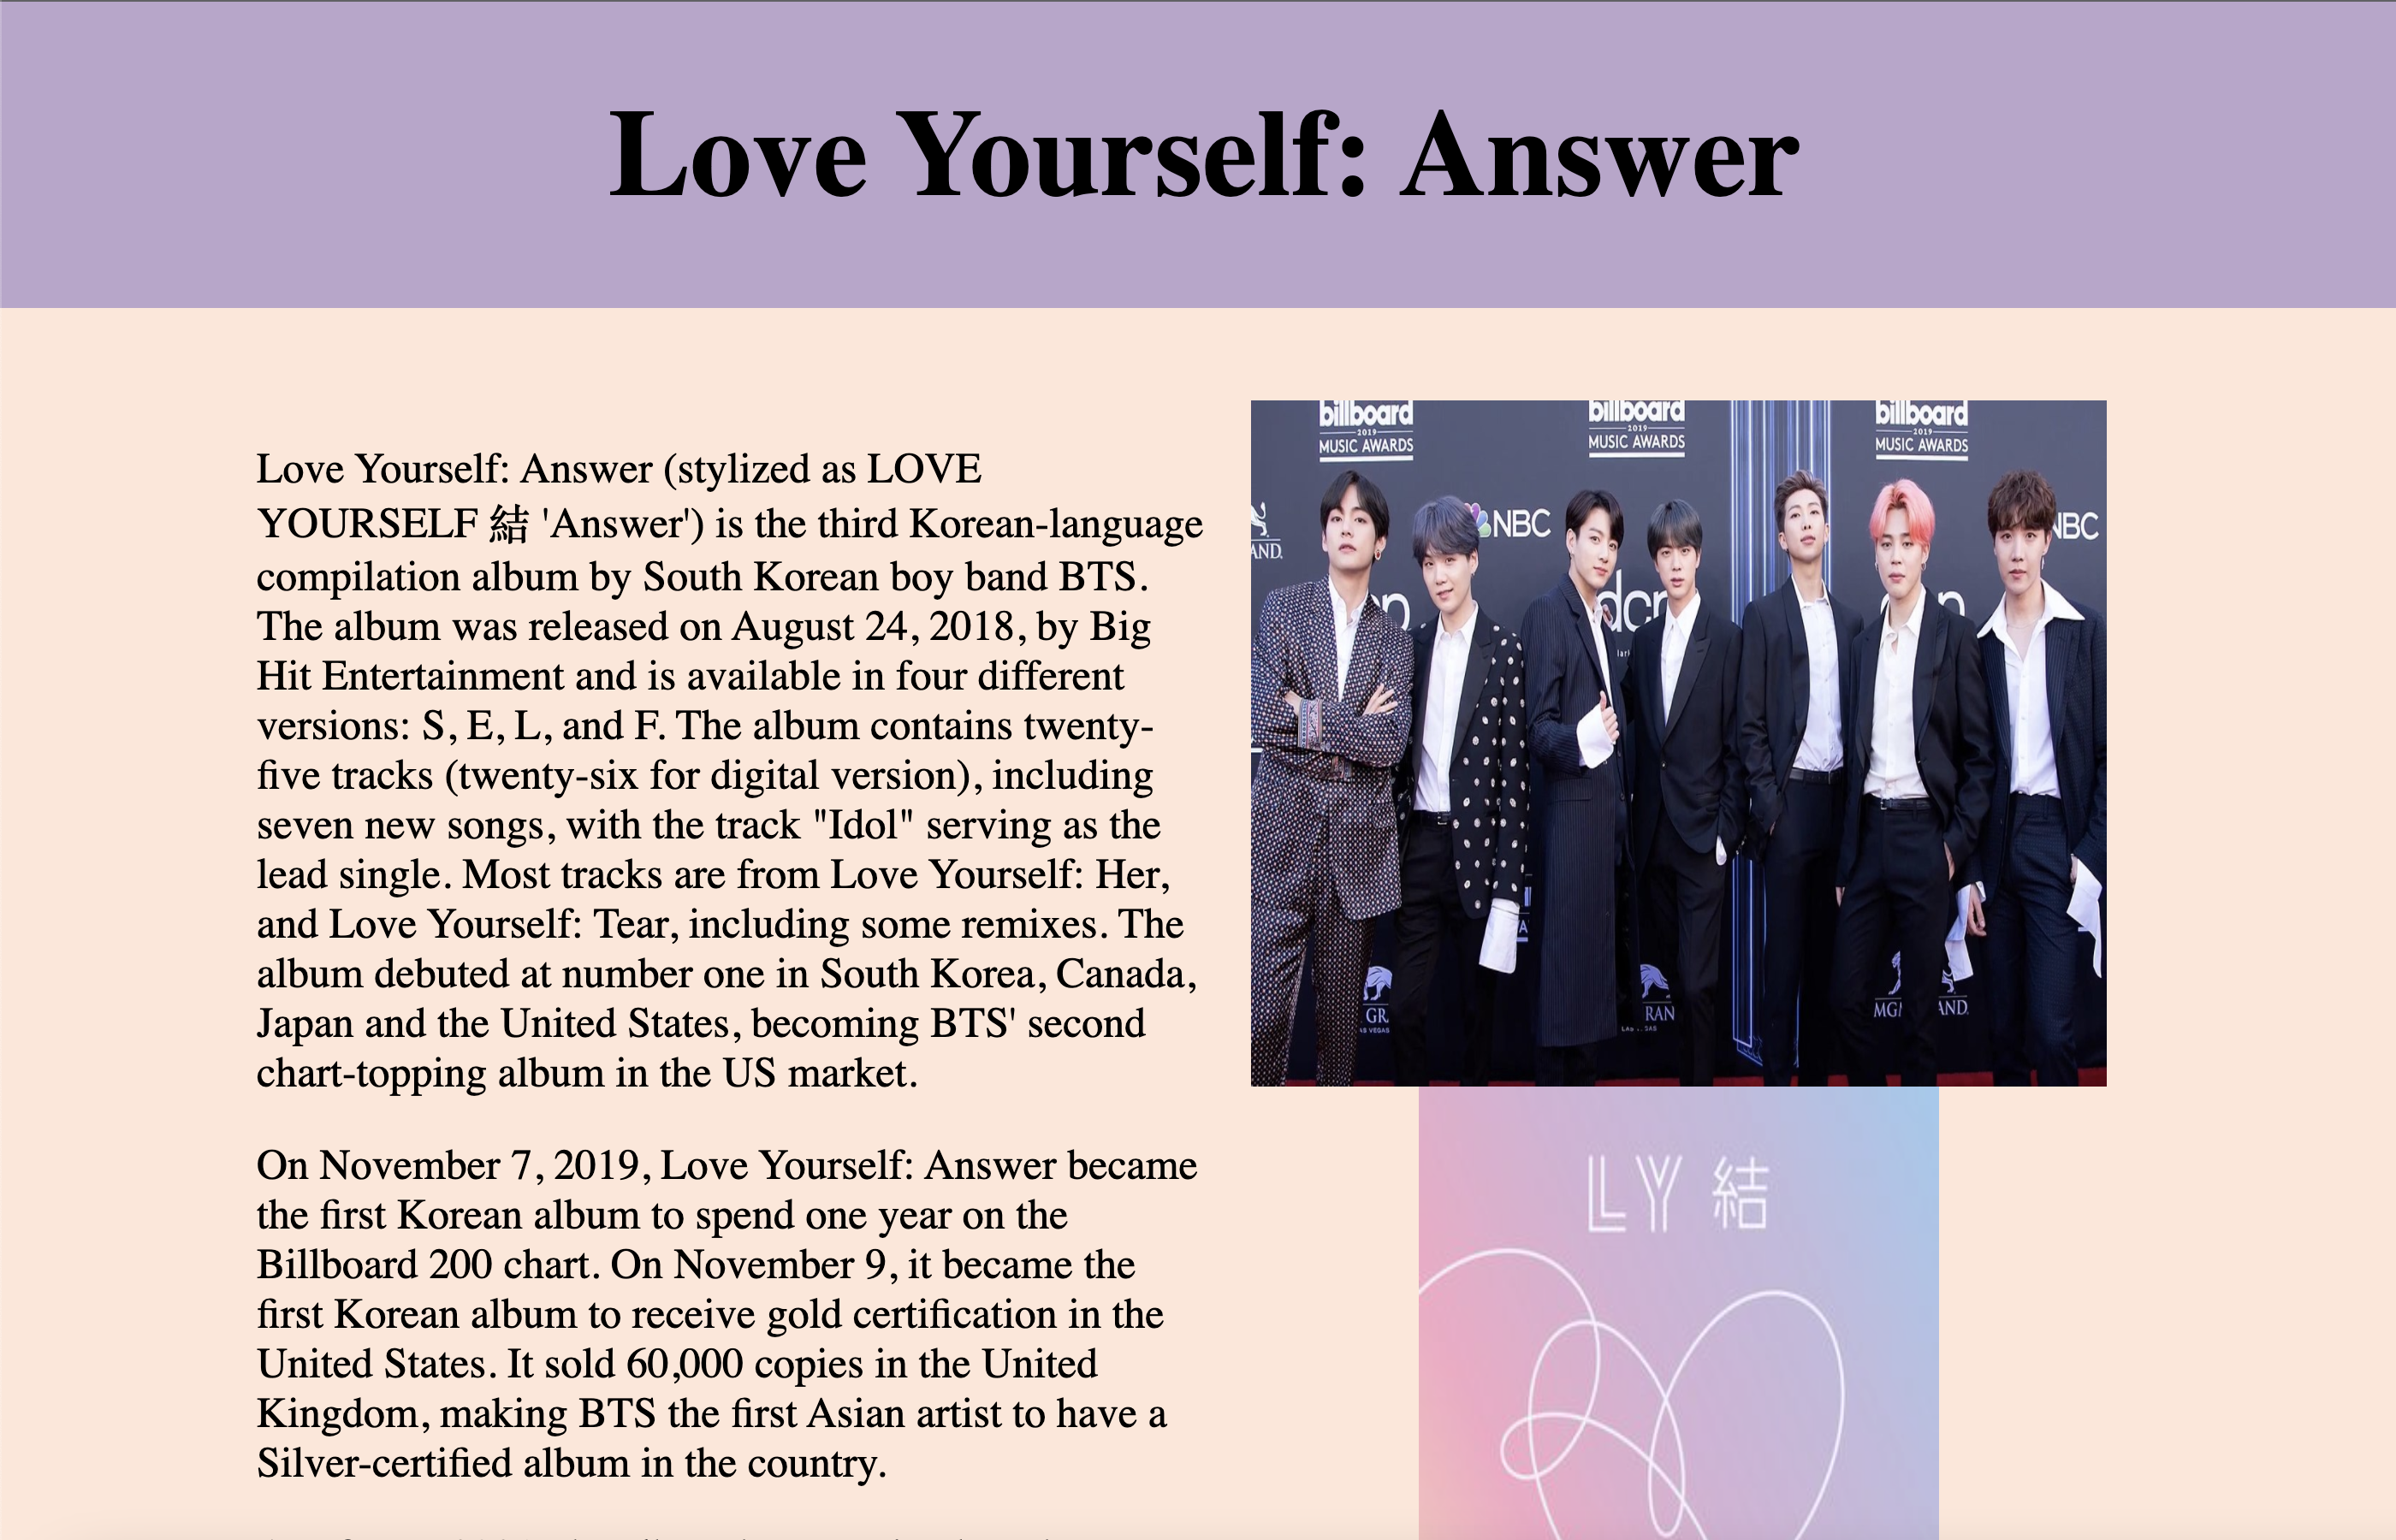 Love Yourself: Answer
Love Yourself: Answer (stylized as LOVE
YOURSELF 結 'Answer') is the third Korean-language
compilation album by South Korean boy band BTS.
The album was released on August 24, 2018, by Big
Hit Entertainment and is available in four different
versions: S, E, L, and F. The album contains twenty-
five tracks (twenty-six for digital version), including
seven new songs, with the track "Idol" serving as the
lead single. Most tracks are from Love Yourself: Her,
and Love Yourself: Tear, including some remixes. The
album debuted at number one in South Korea, Canada,
Japan and the United States, becoming BTS' second
chart-topping album in the US market.
On November 7, 2019, Love Yourself: Answer became
the first Korean album to spend one year on the
Billboard 200 chart. On November 9, it became the
first Korean album to receive gold certification in the
United States. It sold 60,000 copies in the United
Kingdom, making BTS the first Asian artist to have a
Silver-certified album in the country.
billboard
2019
MUSIC AWARDS
billboard
2019
MUSIC AWARDS
billboard
2019
MUSIC AWARDS
AND.
NBC
NBC
dcp
GR
AS VEGAS
RAN
MG AND
LY 結